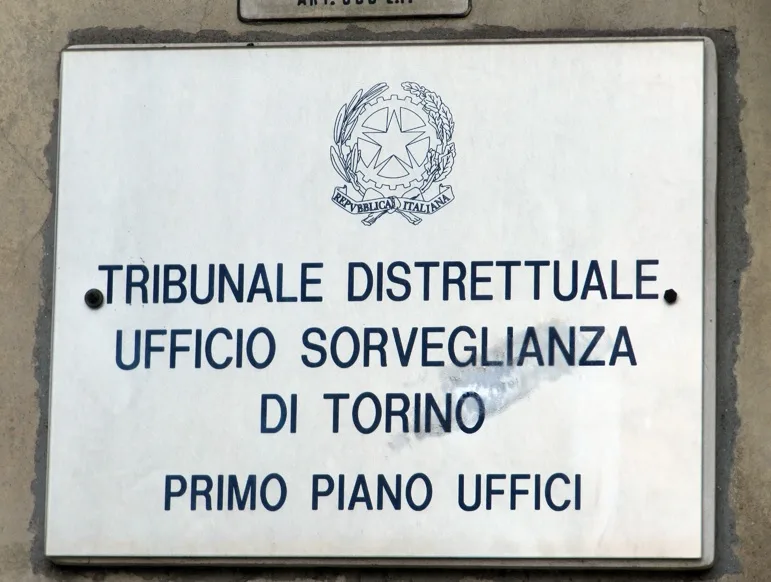 REPVBBLICA ITALIANA
TRIBUNALE DISTRETTUALE
UFFICIO SORVEGLIANZA
DI TORINO
PRIMO PIANO UFFICI